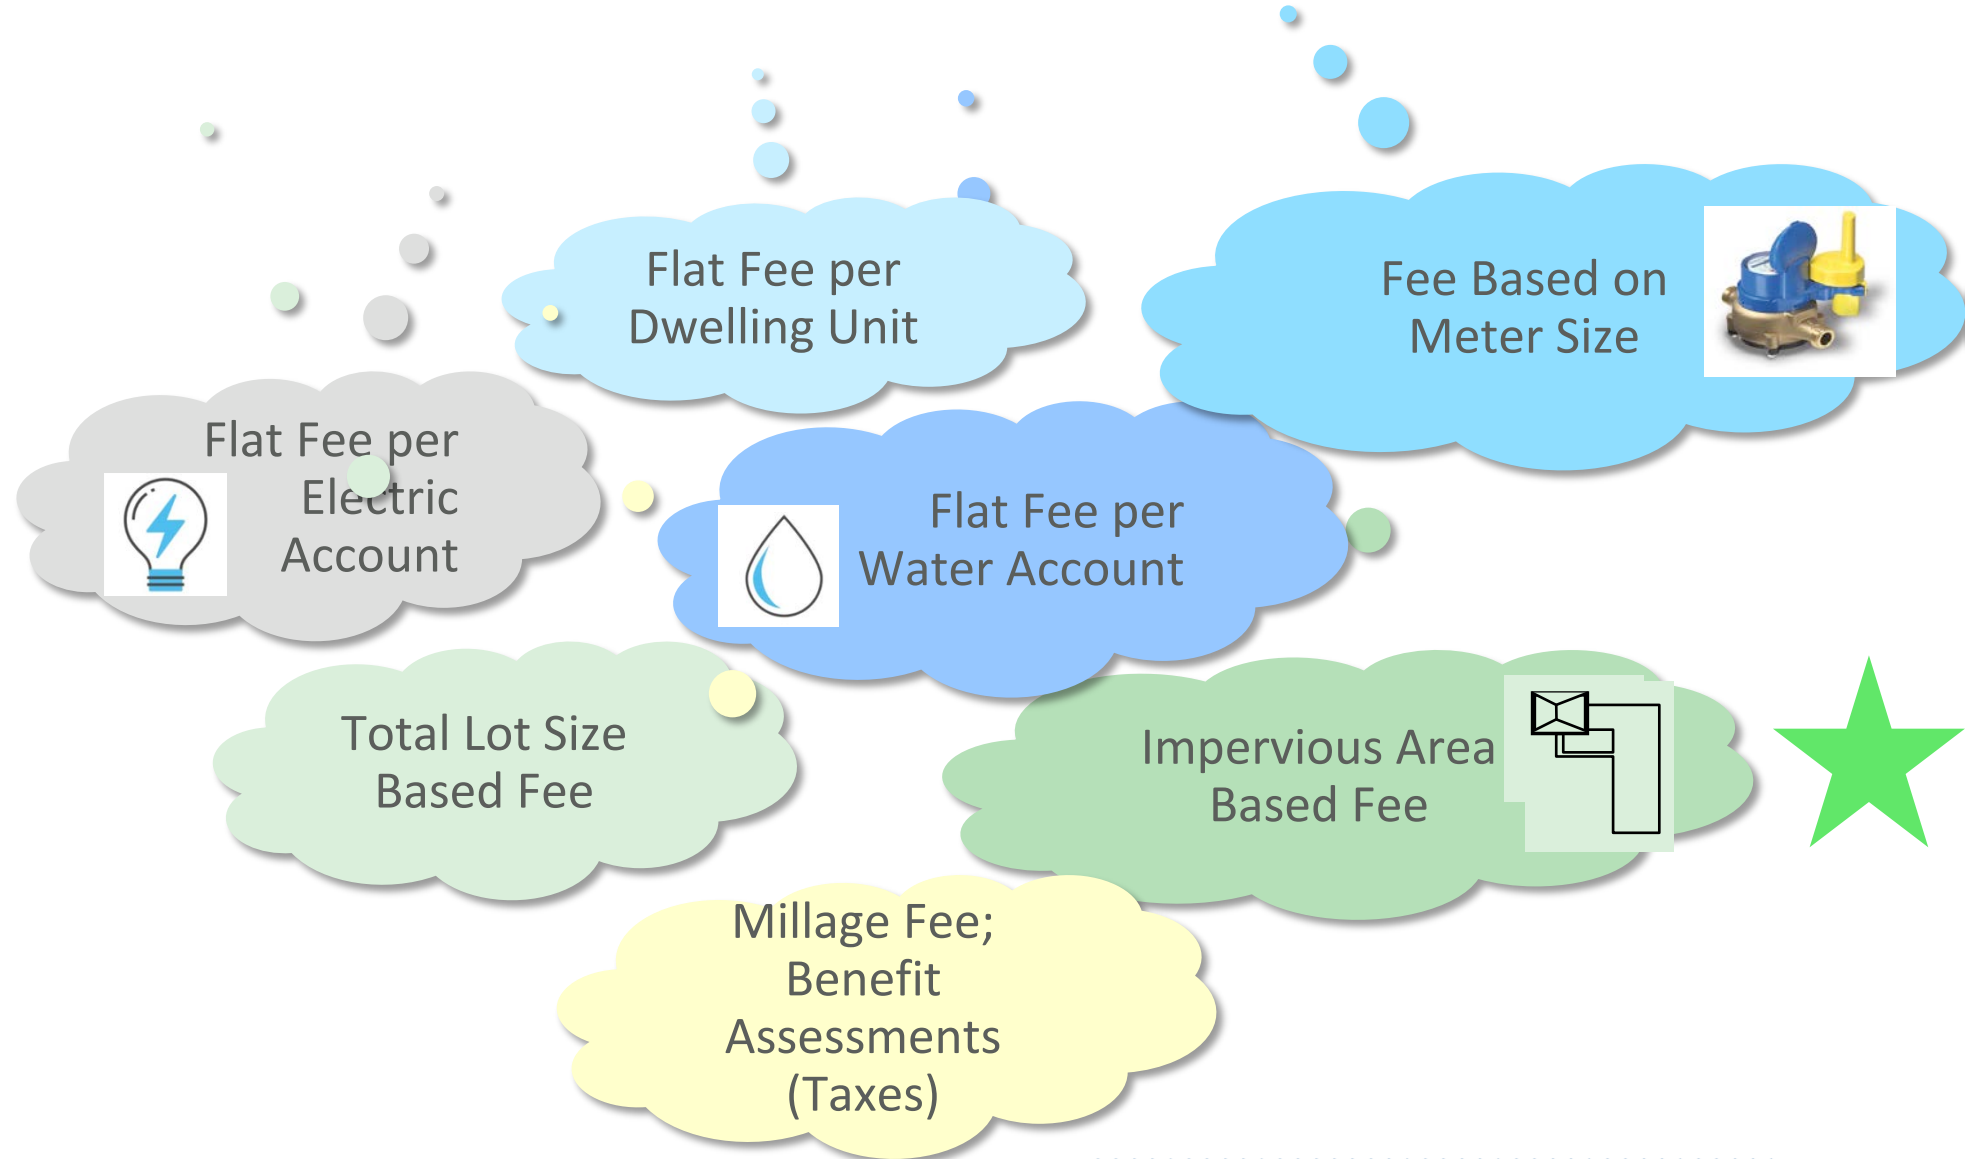 Flat Fee per
Dwelling Unit
Fee Based on
Meter Size
Flat Fee per
Electric
Account
Flat Fee per
Water Account
Total Lot Size
Based Fee
Impervious Area
Based Fee
Millage Fee;
Benefit
Assessments
(Taxes)